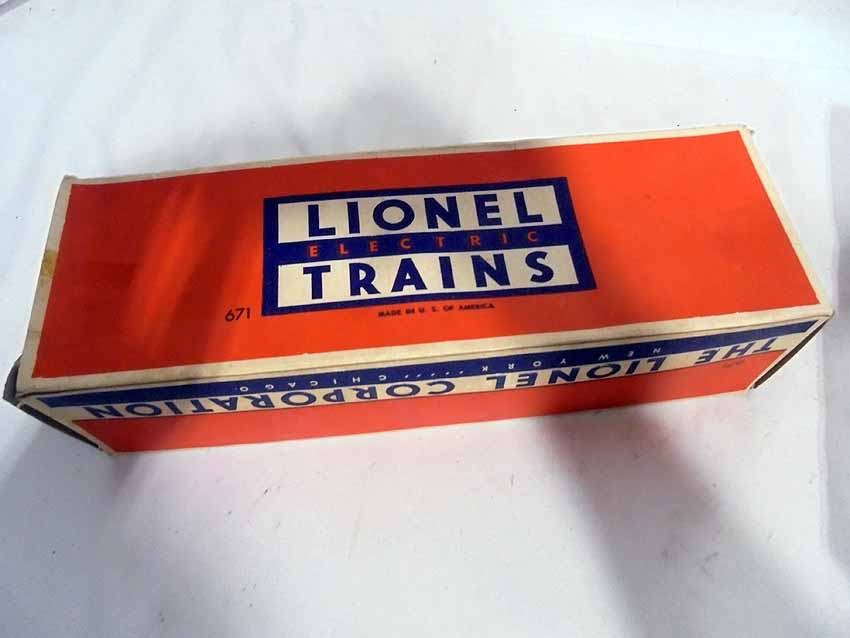 LIONEL
ELECTRIC
TRAINS
671
MADE IN U. S. OF AMERICA
NEW YORK ..... CHICAGO
THE LIONEL CORPORATION